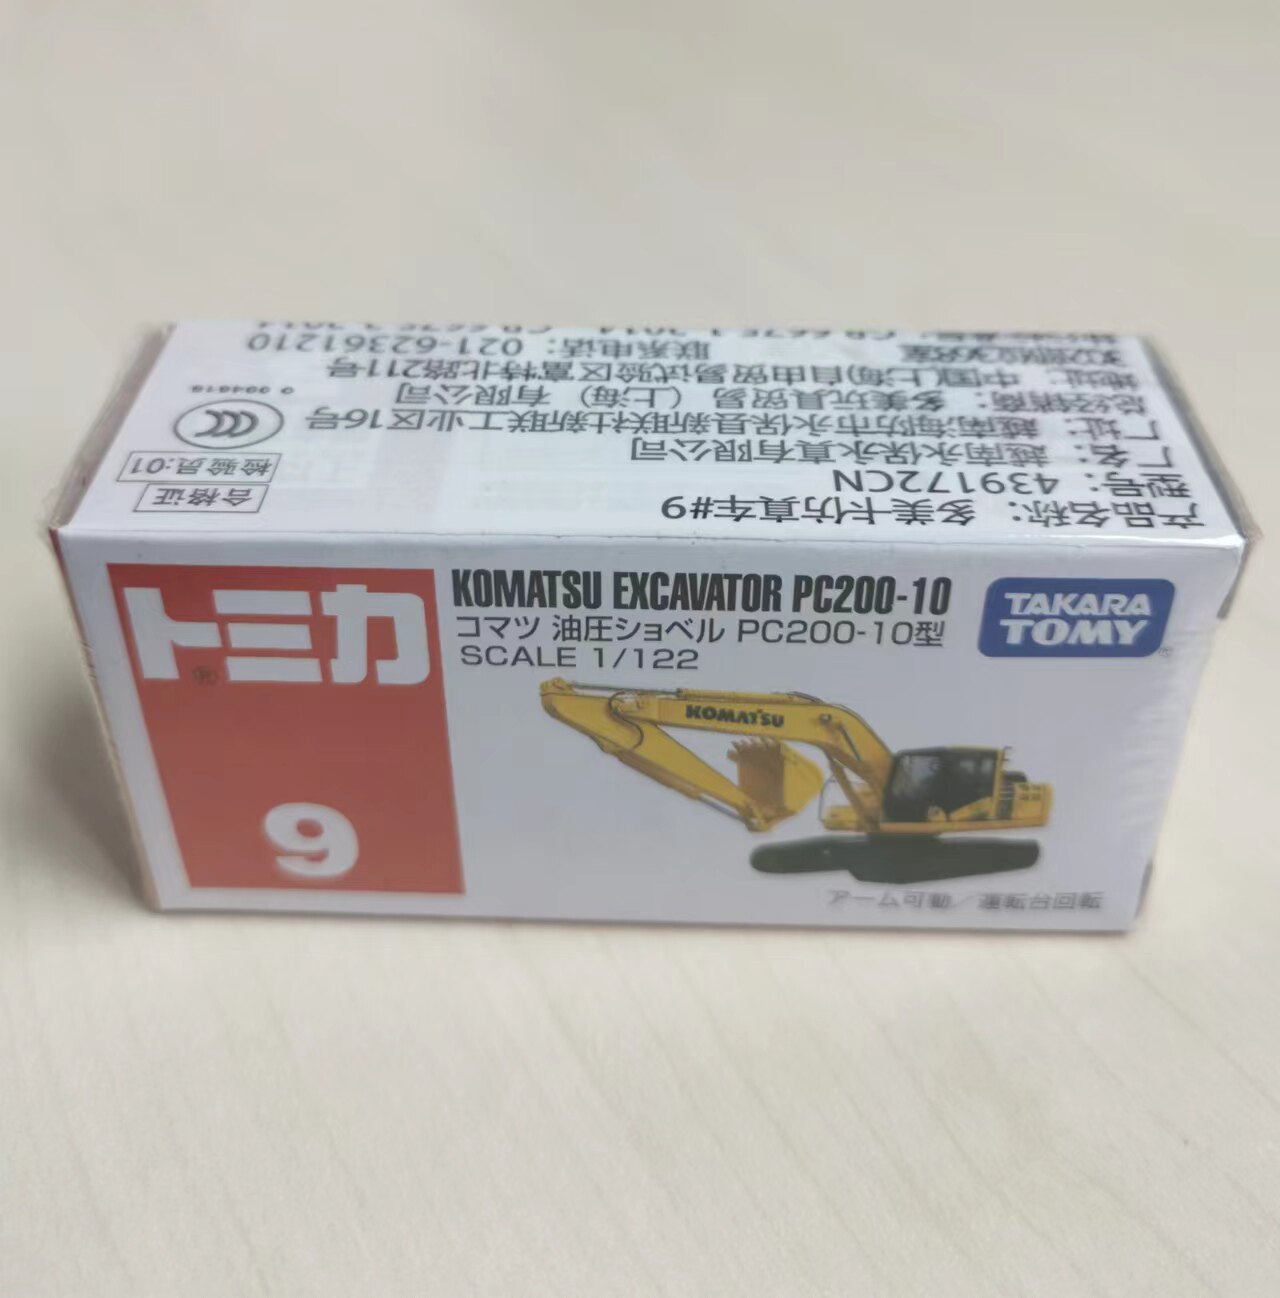 产品名称：多美卡仿真车#9
型号：439172CN
厂名：越南永保永真有限公司
厂址：越南海防市永保县新联社新联工业区16号
总经销商：多美玩具贸易（上海）有限公司
地址：中国(上海)自由贸易试验区富特北路211号
联系电话：021-62361210
合格证
检验员:01
トミカ
®
9
KOMATSU EXCAVATOR PC200-10
コマツ 油圧ショベル PC200-10型
SCALE 1/122
TAKARA
TOMY
KOMATSU
アーム可動／運転台回転